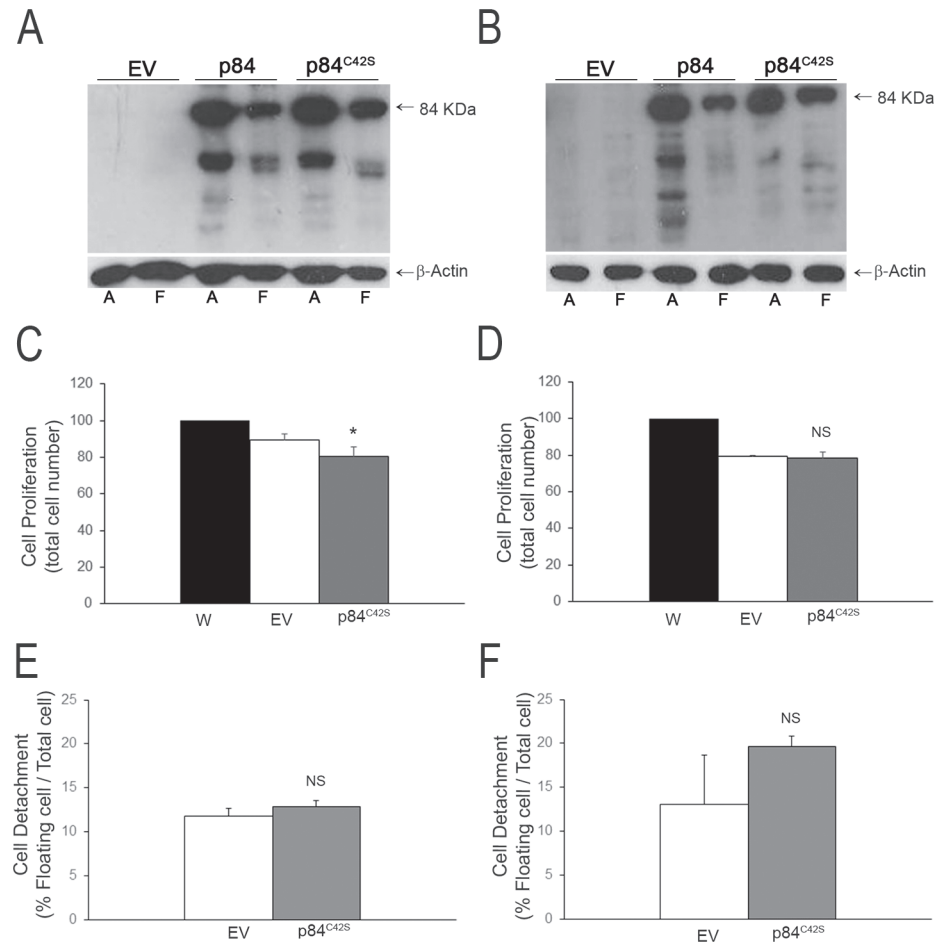 A
EV p84 p84C42S
← 84 KDa
← β-Actin
A F A F A F
B
EV p84 p84C42S
← 84 KDa
← β-Actin
A F A F A F
C
Cell Proliferation
(total cell number)
120
100
80
60
40
20
0
*
W EV p84C42S
D
Cell Proliferation
(total cell number)
120
100
80
60
40
20
0
NS
W EV p84C42S
E
Cell Detachment
(% Floating cell / Total cell)
25
20
15
10
5
0
NS
EV p84C42S
F
Cell Detachment
(% Floating cell / Total cell)
25
20
15
10
5
0
NS
EV p84C42S